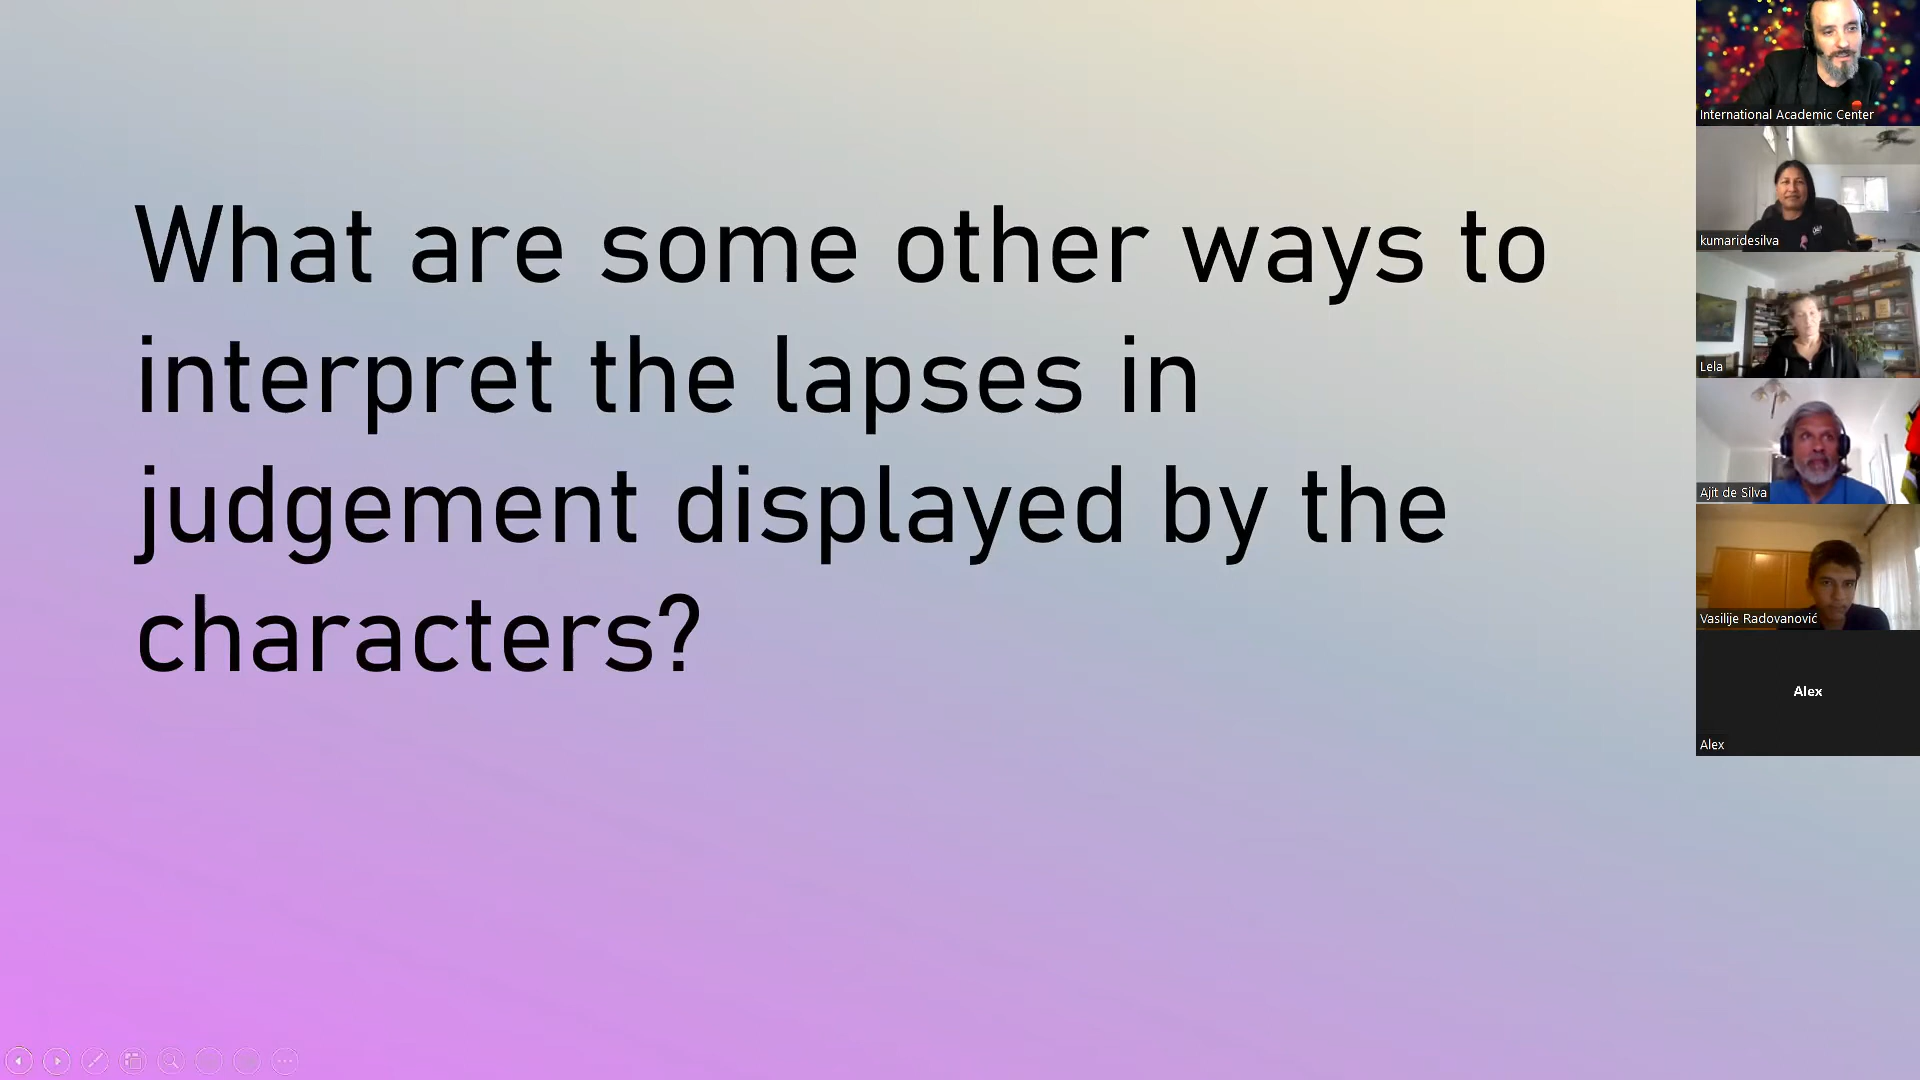 What are some other ways to
interpret the lapses in
judgement displayed by the
characters?
International Academic Center
kumaridesilva
Lela
Ajit de Silva
Vasilije Radovanović
Alex
Alex